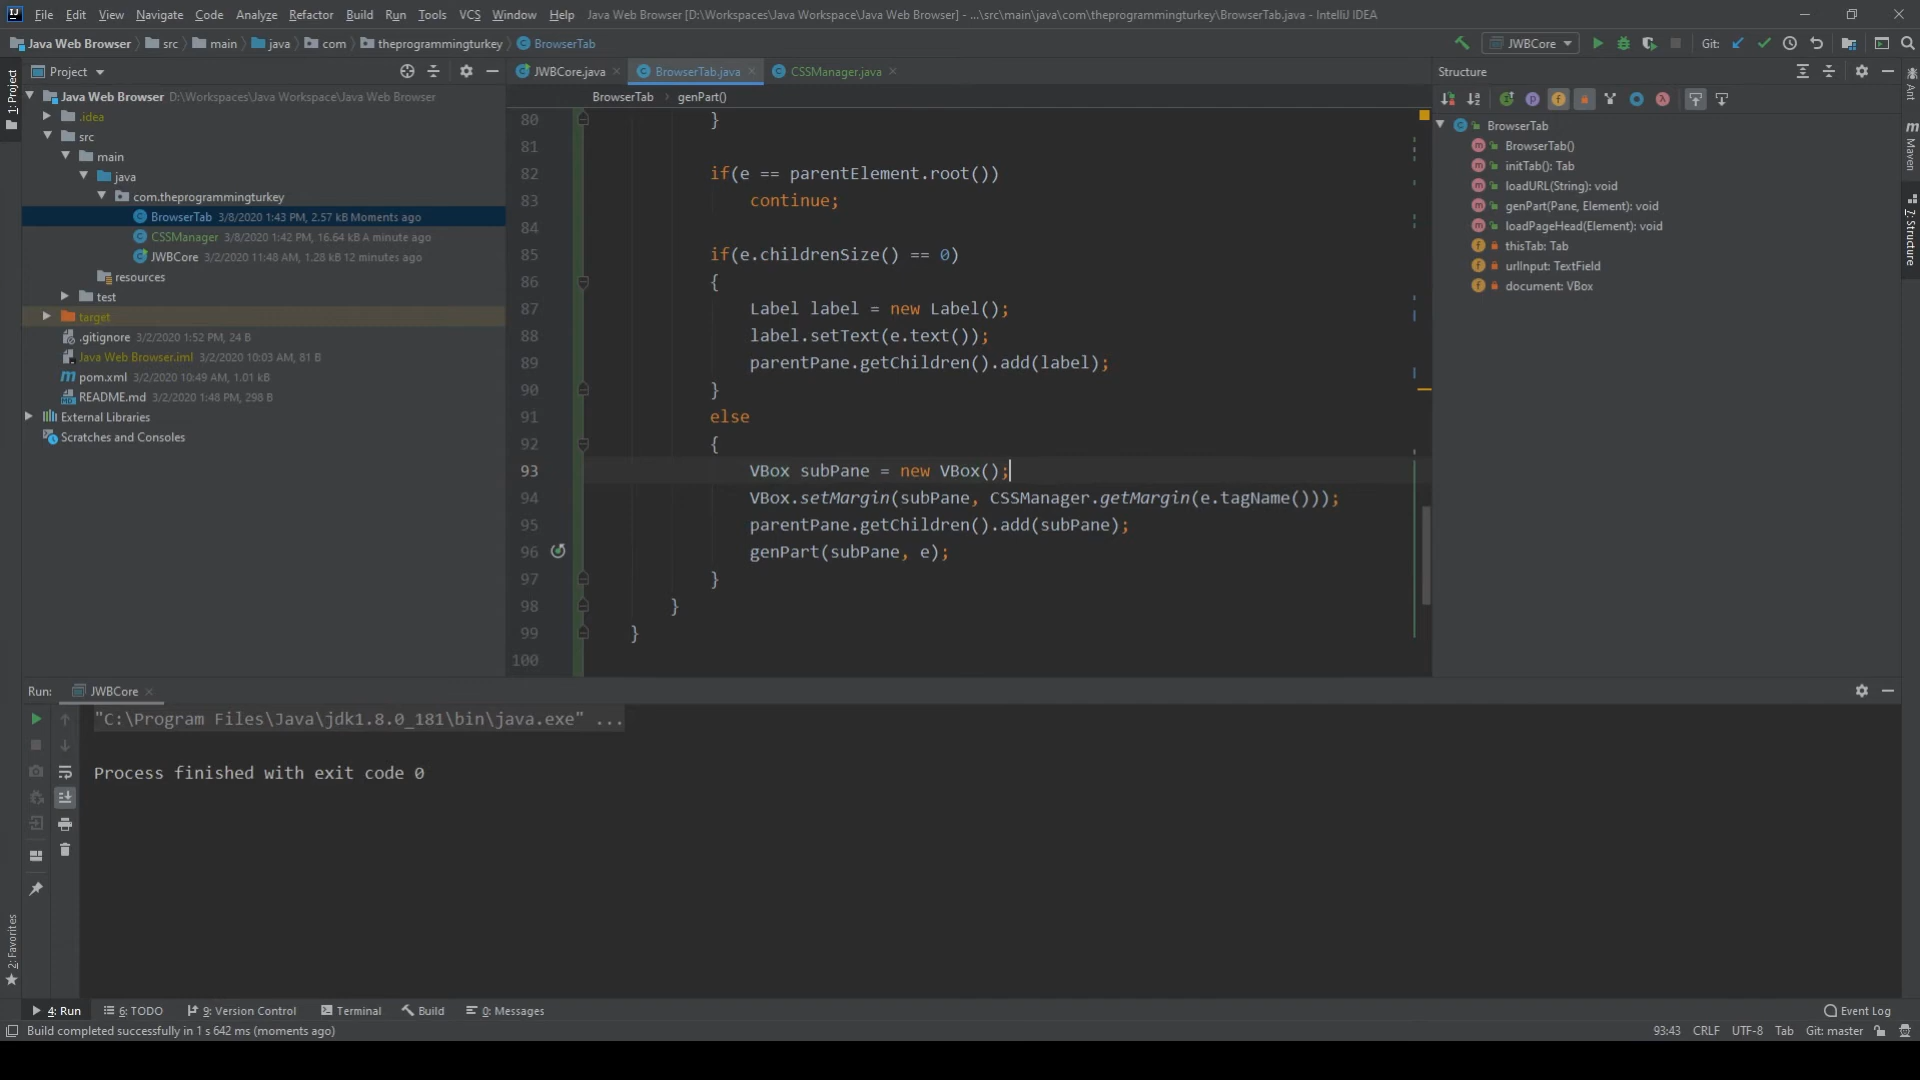 File Edit View Navigate Code Analyze Refactor Build Run Tools VCS Window Help Java Web Browser [D:\Workspaces\Java Workspace\Java Web Browser] - ...\src\main\java\com\theprogrammingturkey\BrowserTab.java - IntelliJ IDEA
Java Web Browser src main java com theprogrammingturkey BrowserTab JWBCore Git:
Project
JWBCore.java BrowserTab.java CSSManager.java
Structure
BrowserTab genPart()
1: Project
Java Web Browser D:\Workspaces\Java Workspace\Java Web Browser
.idea
src
main
java
com.theprogrammingturkey
BrowserTab 3/8/2020 1:43 PM, 2.57 kB Moments ago
CSSManager 3/8/2020 1:42 PM, 16.64 kB A minute ago
JWBCore 3/2/2020 11:48 AM, 1.28 kB 12 minutes ago
resources
test
target
.gitignore 3/2/2020 1:52 PM, 24 B
Java Web Browser.iml 3/2/2020 10:03 AM, 81 B
pom.xml 3/2/2020 10:49 AM, 1.01 kB
README.md 3/2/2020 1:48 PM, 298 B
External Libraries
Scratches and Consoles
80 }
81
82 if(e == parentElement.root())
83 continue;
84
85 if(e.childrenSize() == 0)
86 {
87 Label label = new Label();
88 label.setText(e.text());
89 parentPane.getChildren().add(label);
90 }
91 else
92 {
93 VBox subPane = new VBox();
94 VBox.setMargin(subPane, CSSManager.getMargin(e.tagName()));
95 parentPane.getChildren().add(subPane);
96 genPart(subPane, e);
97 }
98 }
99 }
100
BrowserTab
BrowserTab()
initTab(): Tab
loadURL(String): void
genPart(Pane, Element): void
loadPageHead(Element): void
thisTab: Tab
urlInput: TextField
document: VBox
Ant
Maven
7: Structure
Run: JWBCore
"C:\Program Files\Java\jdk1.8.0_181\bin\java.exe" ...
Process finished with exit code 0
2: Favorites
4: Run 6: TODO 9: Version Control Terminal Build 0: Messages Event Log
Build completed successfully in 1 s 642 ms (moments ago) 93:43 CRLF UTF-8 Tab Git: master